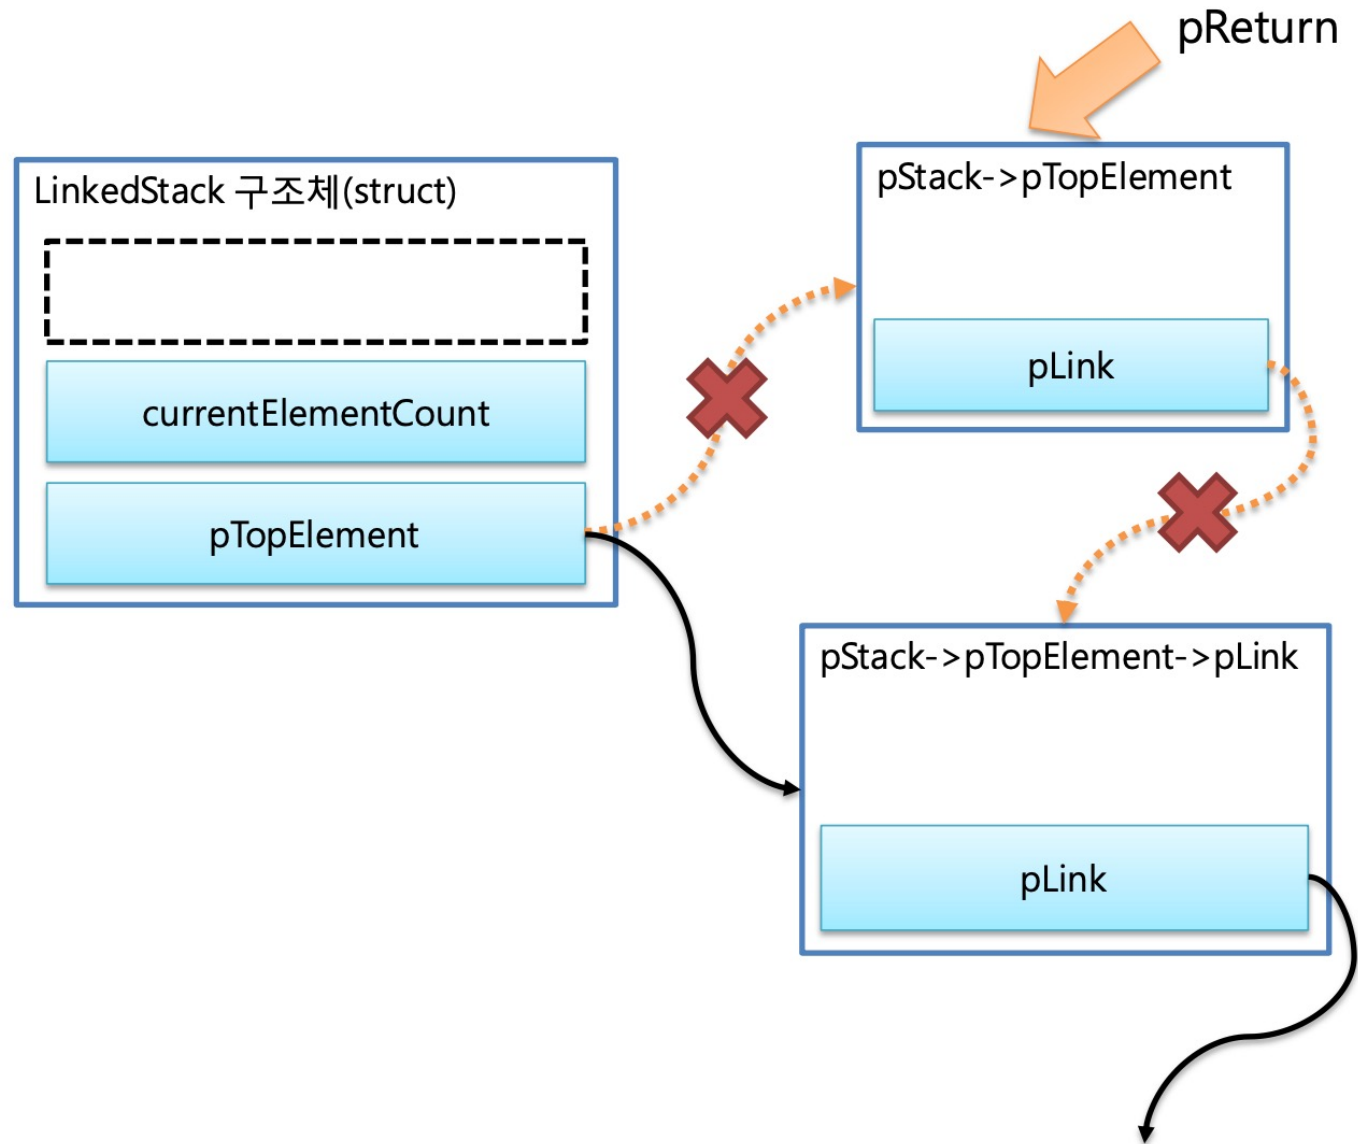 pReturn
LinkedStack 구조체(struct)
currentElementCount
pTopElement
pStack->pTopElement
pLink
pStack->pTopElement->pLink
pLink